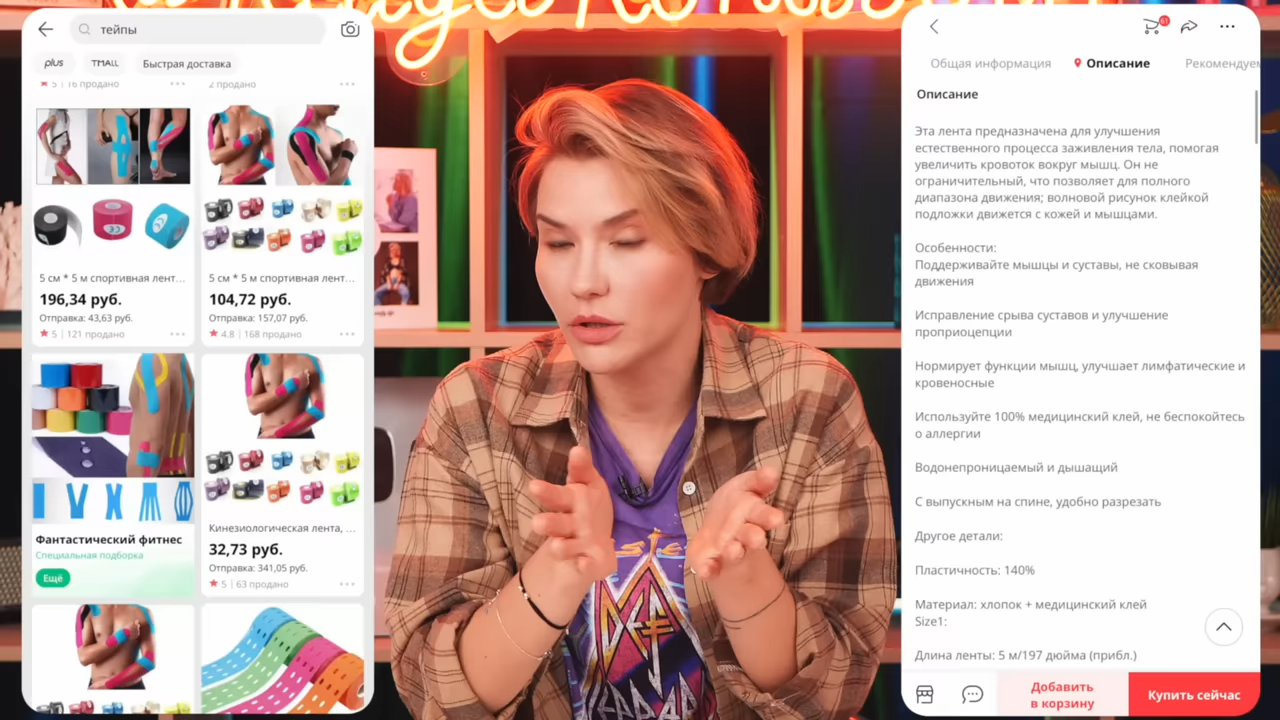 тейпы
plus
TMALL
Быстрая доставка
5 | 16 продано
2 продано
5 см * 5 м спортивная лент...
196,34 руб.
Отправка: 43,63 руб.
5 | 121 продано
5 см * 5 м спортивная лент...
104,72 руб.
Отправка: 157,07 руб.
4.8 | 168 продано
Фантастический фитнес
Специальная подборка
Ещё
Кинезиологическая лента, ...
32,73 руб.
Отправка: 341,05 руб.
5 | 63 продано
61
Общая информация
Описание
Рекомендуем
Описание
Эта лента предназначена для улучшения
естественного процесса заживления тела, помогая
увеличить кровоток вокруг мышц. Он не
ограничительный, что позволяет для полного
диапазона движения; волновой рисунок клейкой
подложки движется с кожей и мышцами.
Особенности:
Поддерживайте мышцы и суставы, не сковывая
движения
Исправление срыва суставов и улучшение
проприоцепции
Нормирует функции мышц, улучшает лимфатические и
кровеносные
Используйте 100% медицинский клей, не беспокойтесь
о аллергии
Водонепроницаемый и дышащий
С выпускным на спине, удобно разрезать
Другое детали:
Пластичность: 140%
Материал: хлопок + медицинский клей
Size1:
Длина ленты: 5 м/197 дюйма (прибл.)
Добавить
в корзину
Купить сейчас